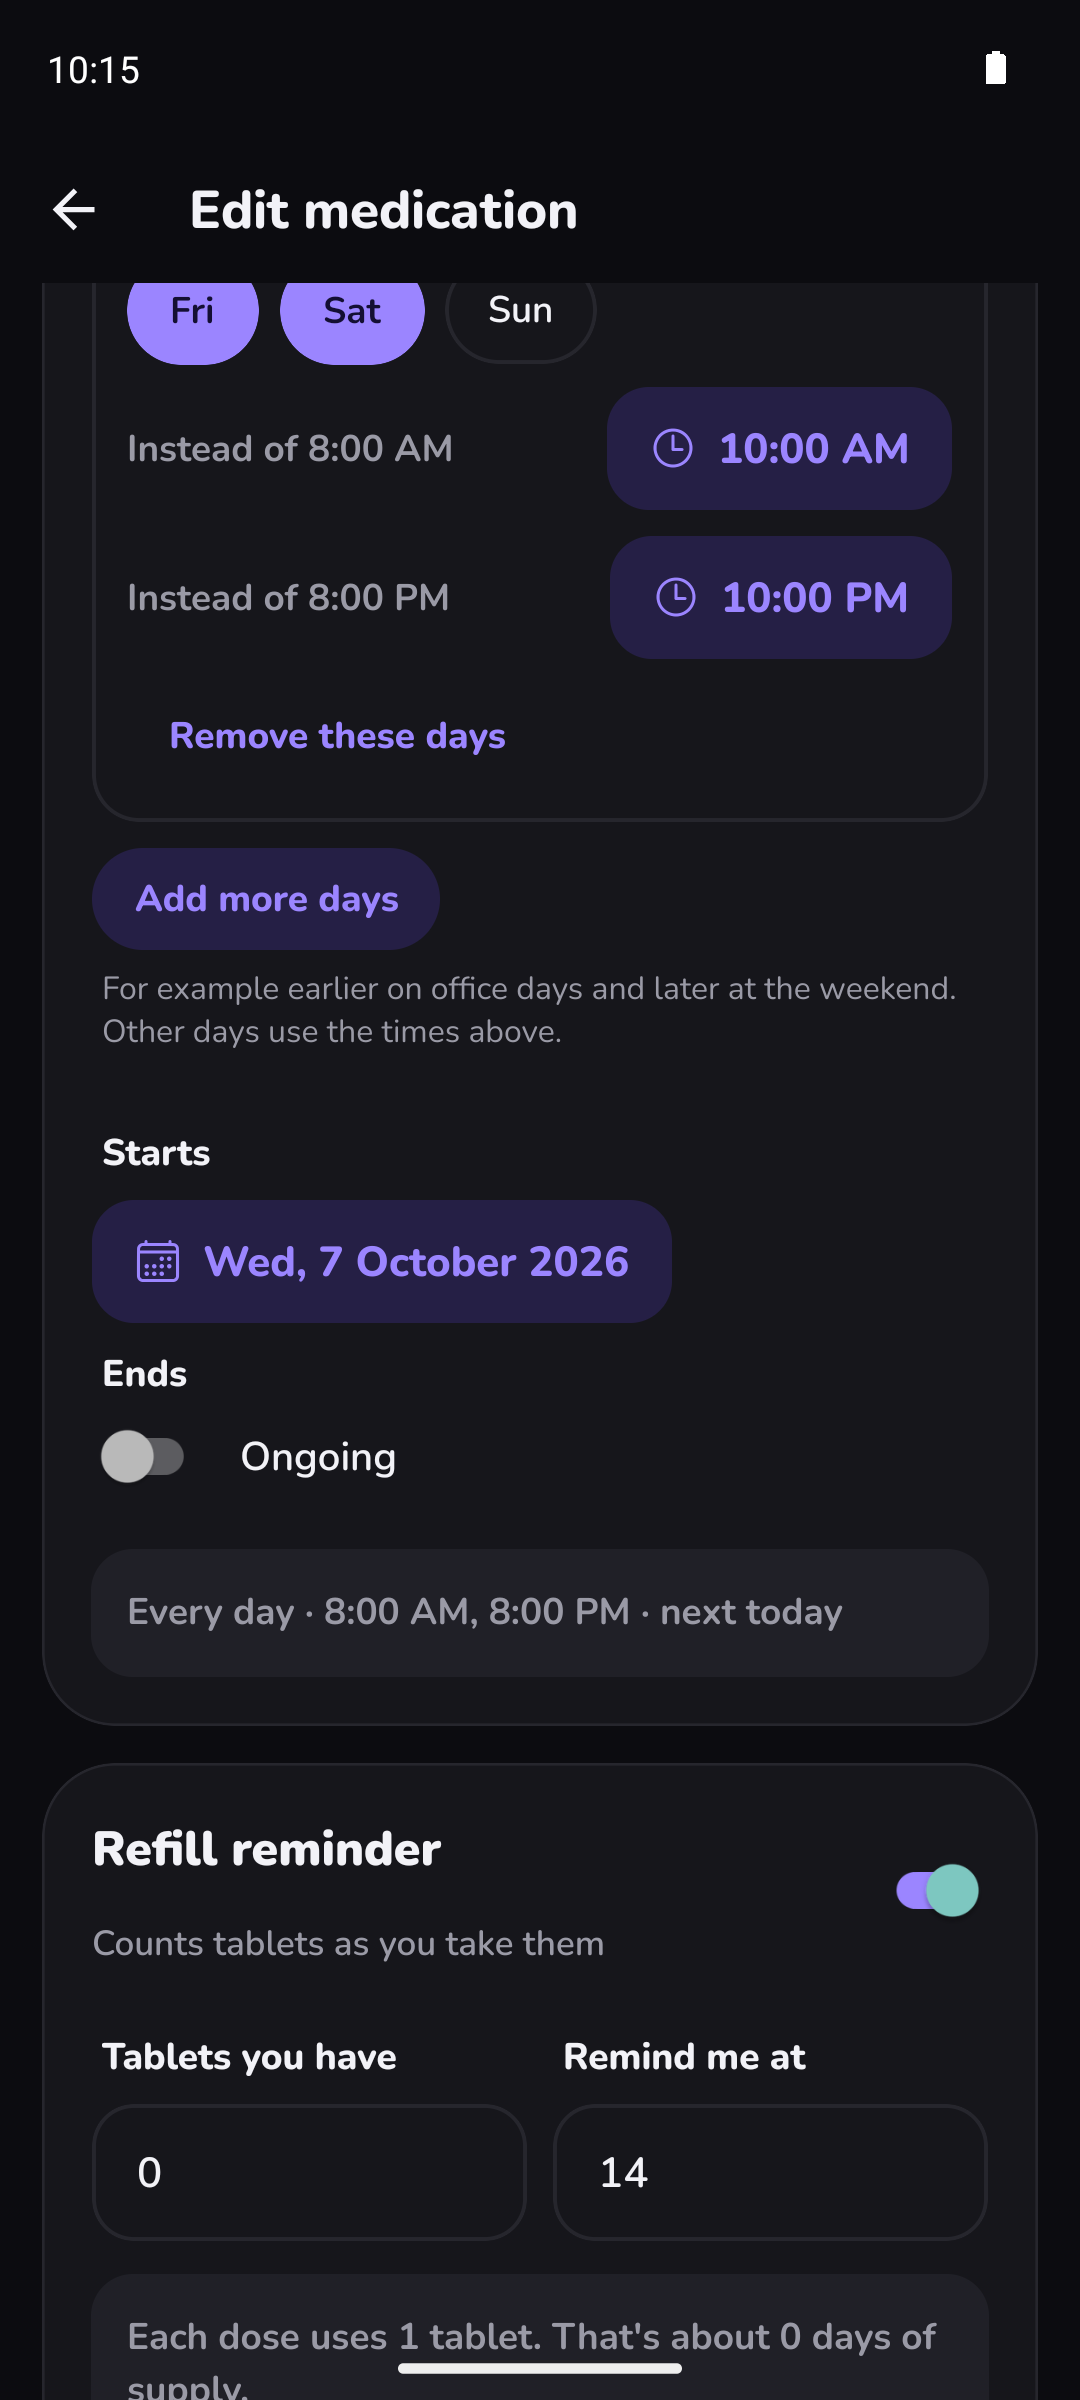 10:15
Edit medication
Fri
Sat
Sun
Instead of 8:00 AM
10:00 AM
Instead of 8:00 PM
10:00 PM
Remove these days
Add more days
For example earlier on office days and later at the weekend.
Other days use the times above.
Starts
Wed, 7 October 2026
Ends
Ongoing
Every day · 8:00 AM, 8:00 PM · next today
Refill reminder
Counts tablets as you take them
Tablets you have
Remind me at
0
14
Each dose uses 1 tablet. That's about 0 days of
supply.